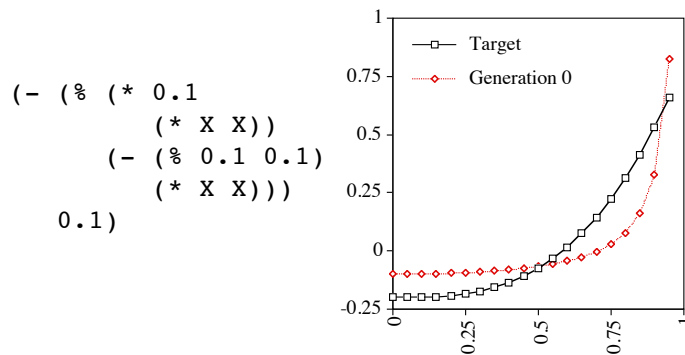 (- (% (* 0.1
(* X X))
(- (% 0.1 0.1)
(* X X)))
0.1)
1
0.75
0.5
0.25
0
-0.25
Target
Generation 0
0
0.25
0.5
0.75
1